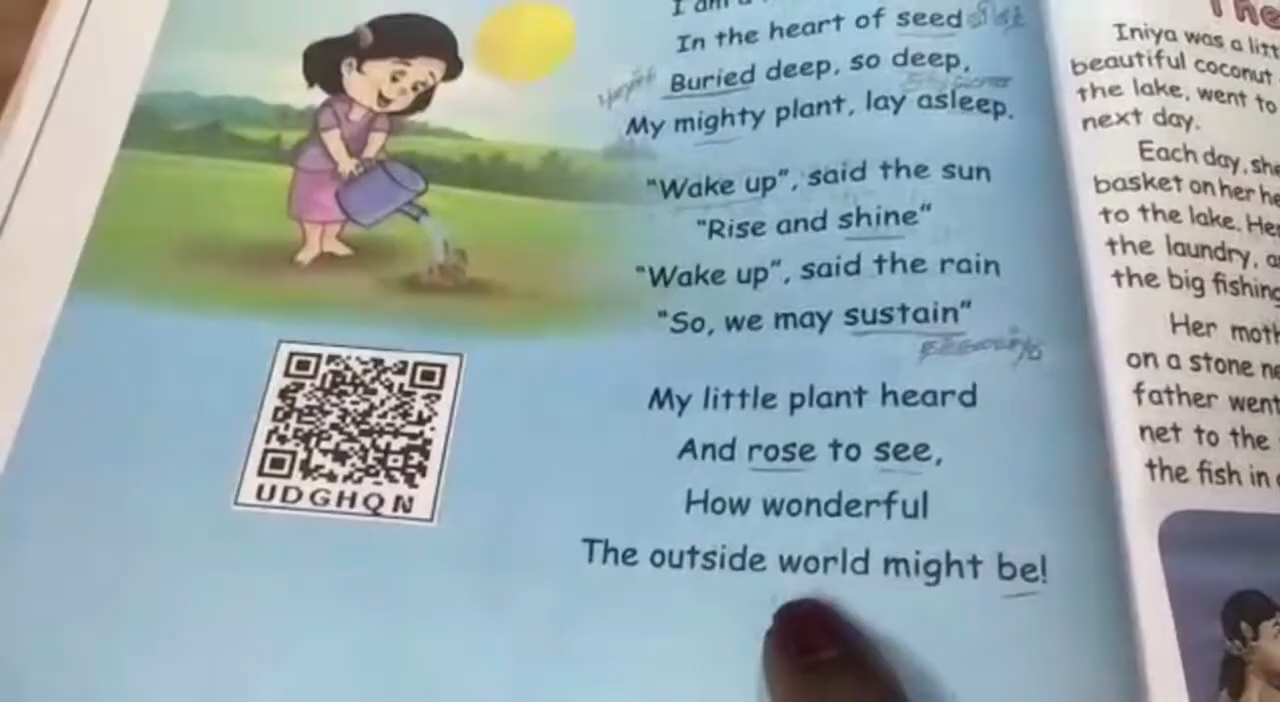 I am a
In the heart of seed
Buried deep, so deep,
My mighty plant, lay asleep.
"Wake up", said the sun
"Rise and shine"
"Wake up", said the rain
"So, we may sustain"
My little plant heard
And rose to see,
How wonderful
The outside world might be!
UDGHQN
The
Iniya was a
beautiful coconut
the lake, went to
next day.
Each day, she
basket on her
to the lake. Her
the laundry,
the big fishing
Her
on a stone
father went
net to the
the fish in